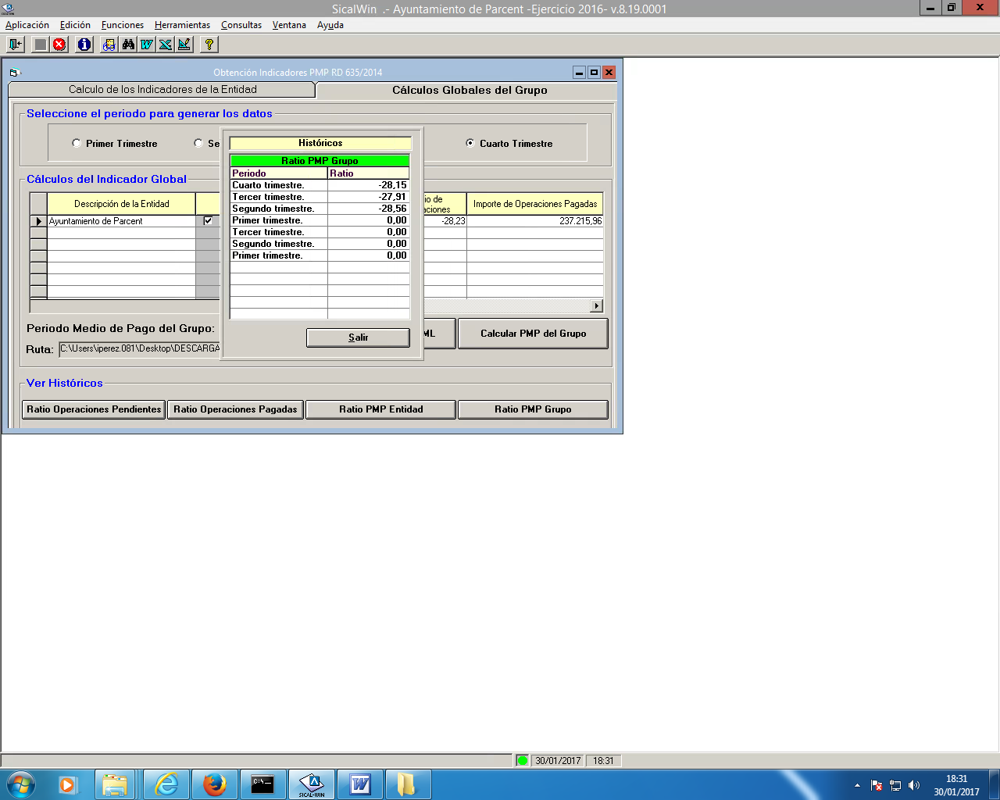 SicalWin .- Ayuntamiento de Parcent -Ejercicio 2016- v.8.19.0001
Aplicación Edición Funciones Herramientas Consultas Ventana Ayuda
Obtención Indicadores PMP RD 635/2014
Calculo de los Indicadores de la Entidad
Cálculos Globales del Grupo
Seleccione el periodo para generar los datos
Primer Trimestre
Se
Cuarto Trimestre
Históricos
Ratio PMP Grupo
Periodo Ratio
Cuarto trimestre. -28,15
Tercer trimestre. -27,91
Segundo trimestre. -28,56
Primer trimestre. 0,00
Tercer trimestre. 0,00
Segundo trimestre. 0,00
Primer trimestre. 0,00
Salir
Cálculos del Indicador Global
Descripción de la Entidad
io de
aciones
Importe de Operaciones Pagadas
Ayuntamiento de Parcent -28,23 237.215,96
Periodo Medio de Pago del Grupo:
ML
Calcular PMP del Grupo
Ruta: C:\Users\iperez.081\Desktop\DESCARGA
Ver Históricos
Ratio Operaciones Pendientes
Ratio Operaciones Pagadas
Ratio PMP Entidad
Ratio PMP Grupo
30/01/2017 18:31
SICAL-WIN
18:31
30/01/2017